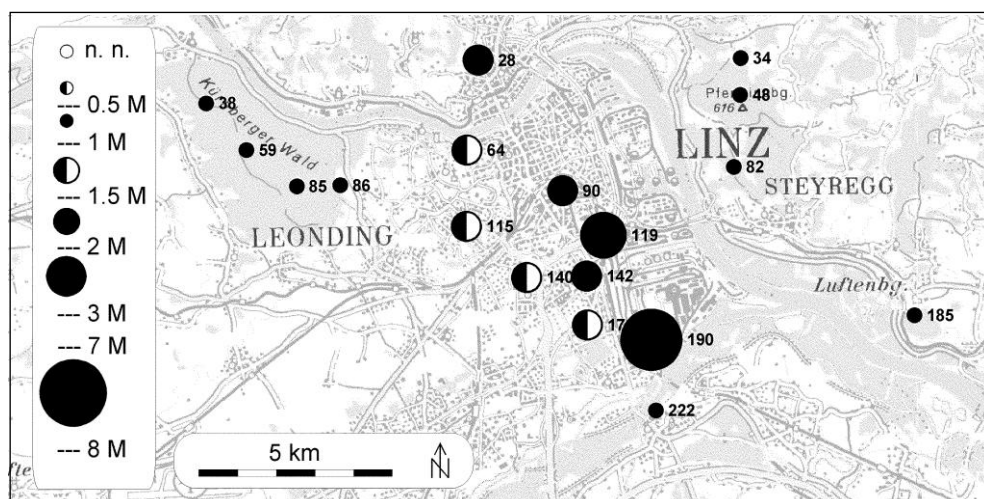 n. n.
--- 0.5 M
--- 1 M
--- 1.5 M
--- 2 M
--- 3 M
--- 7 M
--- 8 M
28
34
38
Pfenningbg.
48
616
Kürnberger Wald
59
64
LINZ
82
85
86
STEYREGG
90
LEONDING
115
119
140
142
Luftenbg.
185
17
190
222
5 km
N